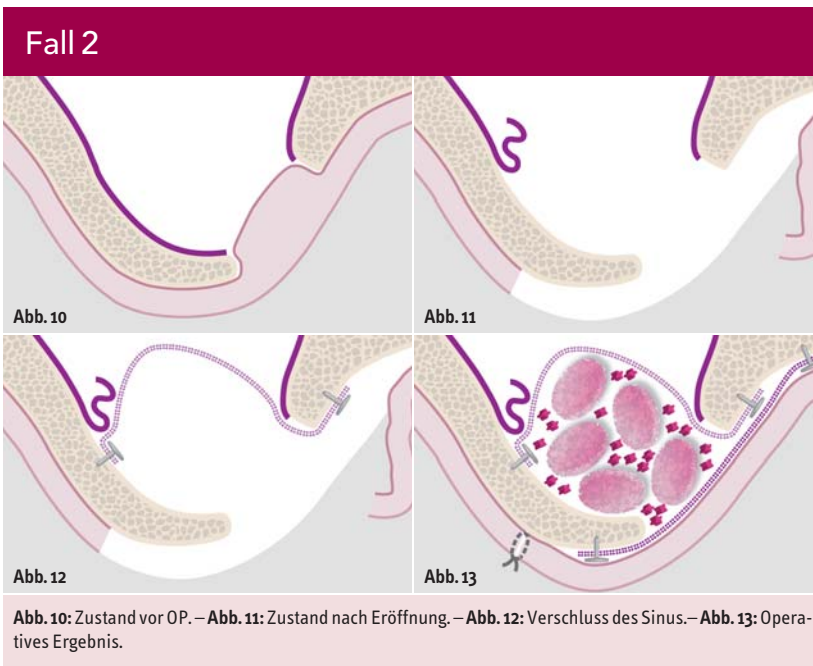 Fall 2
Abb. 10
Abb. 11
Abb. 12
Abb. 13
Abb. 10: Zustand vor OP. – Abb. 11: Zustand nach Eröffnung. – Abb. 12: Verschluss des Sinus.– Abb. 13: Opera-
tives Ergebnis.